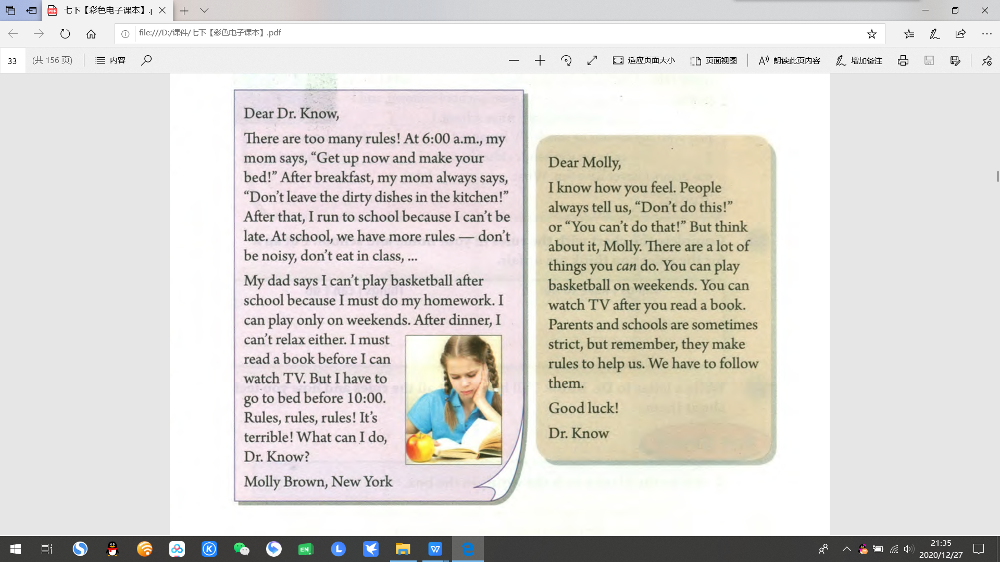 七下【彩色电子课本】.p
file:///D:/课件/七下【彩色电子课本】.pdf
33
(共 156 页)
内容
适应页面大小
页面视图
朗读此页内容
增加备注
Dear Dr. Know,
There are too many rules! At 6:00 a.m., my
mom says, “Get up now and make your
bed!” After breakfast, my mom always says,
“Don’t leave the dirty dishes in the kitchen!”
After that, I run to school because I can’t be
late. At school, we have more rules — don’t
be noisy, don’t eat in class, ...
My dad says I can’t play basketball after
school because I must do my homework. I
can play only on weekends. After dinner, I
can’t relax either. I must
read a book before I can
watch TV. But I have to
go to bed before 10:00.
Rules, rules, rules! It’s
terrible! What can I do,
Dr. Know?
Molly Brown, New York
Dear Molly,
I know how you feel. People
always tell us, “Don’t do this!”
or “You can’t do that!” But think
about it, Molly. There are a lot of
things you can do. You can play
basketball on weekends. You can
watch TV after you read a book.
Parents and schools are sometimes
strict, but remember, they make
rules to help us. We have to follow
them.
Good luck!
Dr. Know
21:35
2020/12/27